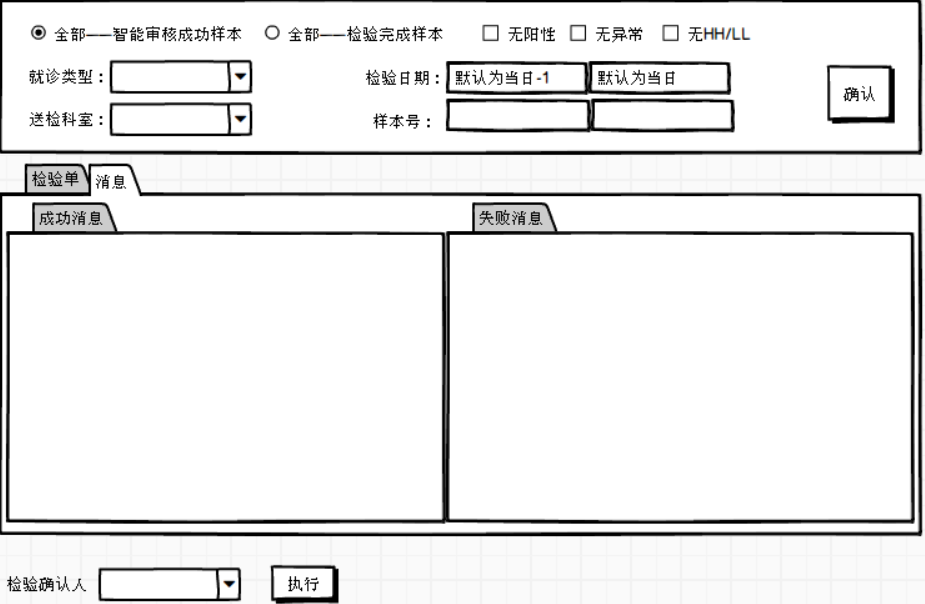 全部——智能审核成功样本 全部——检验完成样本 无阳性 无异常 无HH/LL
就诊类型： 检验日期： 默认为当日-1 默认为当日
确认
送检科室： 样本号：
检验单 消息
成功消息 失败消息
检验确认人 执行